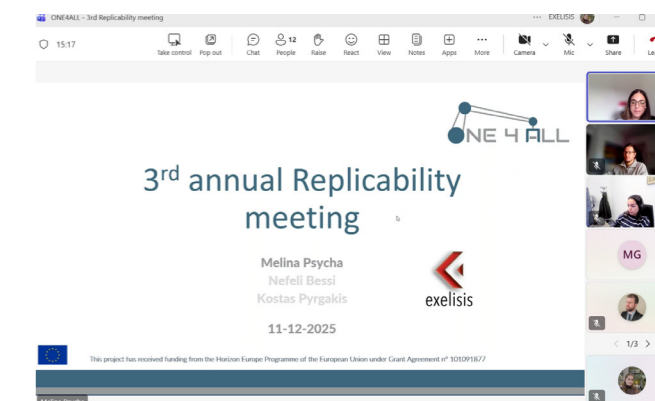 ONE4ALL - 3rd Replicability meeting
EXELISIS
15:17
Take control
Pop out
Chat
12
People
Raise
React
View
Notes
Apps
More
Camera
Mic
Share
NE 4 ALL
3rd annual Replicability
meeting
Melina Psycha
Nefeli Bessi
Kostas Pyrgakis
exelisis
11-12-2025
This project has received funding from the Horizon Europe Programme of the European Union under Grant Agreement nº 101091877
MG
1/3